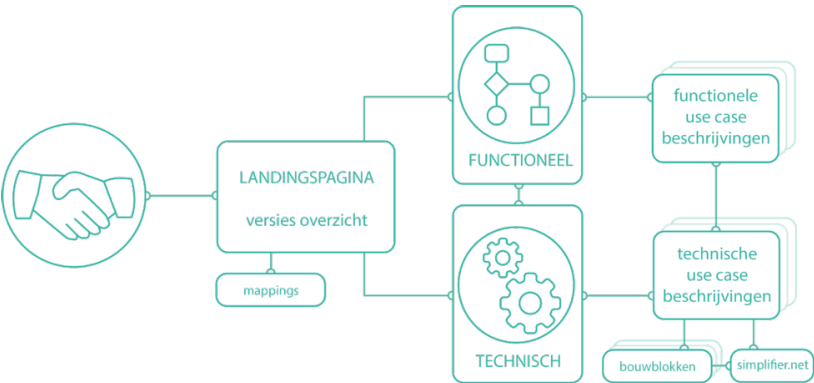 LANDINGSPAGINA
versies overzicht
mappings
FUNCTIONEEL
TECHNISCH
functionele
use case
beschrijvingen
technische
use case
beschrijvingen
bouwblokken
simplifier.net